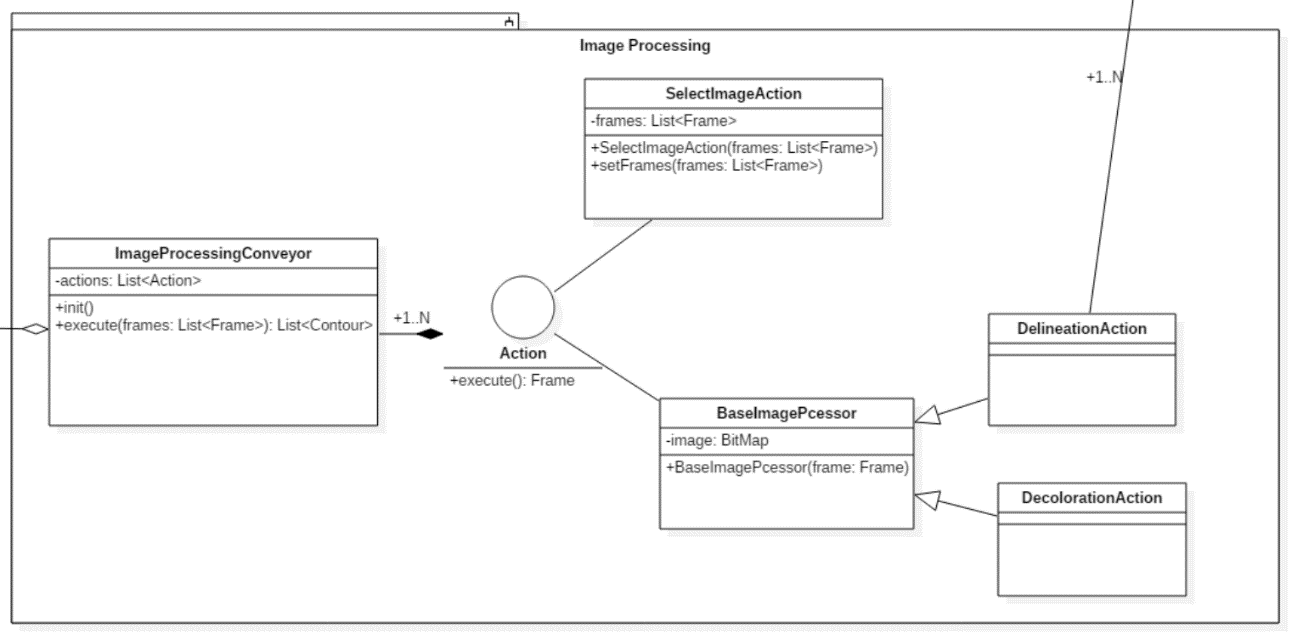 Image Processing
+1..N
SelectImageAction
-frames: List<Frame>
+SelectImageAction(frames: List<Frame>)
+setFrames(frames: List<Frame>)
ImageProcessingConveyor
-actions: List<Action>
+init()
+execute(frames: List<Frame>): List<Contour>
+1..N
Action
+execute(): Frame
BaseImagePcessor
-image: BitMap
+BaseImagePcessor(frame: Frame)
DelineationAction
DecolorationAction